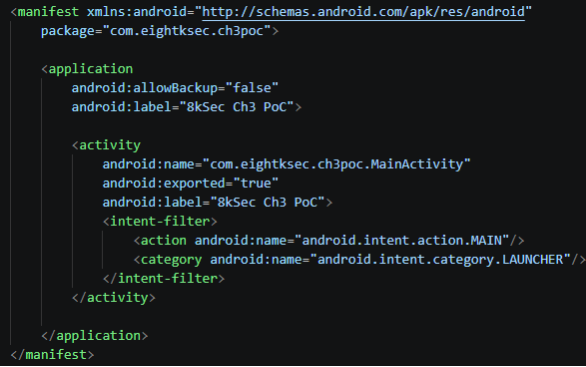 <manifest xmlns:android="http://schemas.android.com/apk/res/android"
    package="com.eightksec.ch3poc">

    <application
        android:allowBackup="false"
        android:label="8kSec Ch3 PoC">

        <activity
            android:name="com.eightksec.ch3poc.MainActivity"
            android:exported="true"
            android:label="8kSec Ch3 PoC">
            <intent-filter>
                <action android:name="android.intent.action.MAIN"/>
                <category android:name="android.intent.category.LAUNCHER"/>
            </intent-filter>
        </activity>

    </application>
</manifest>